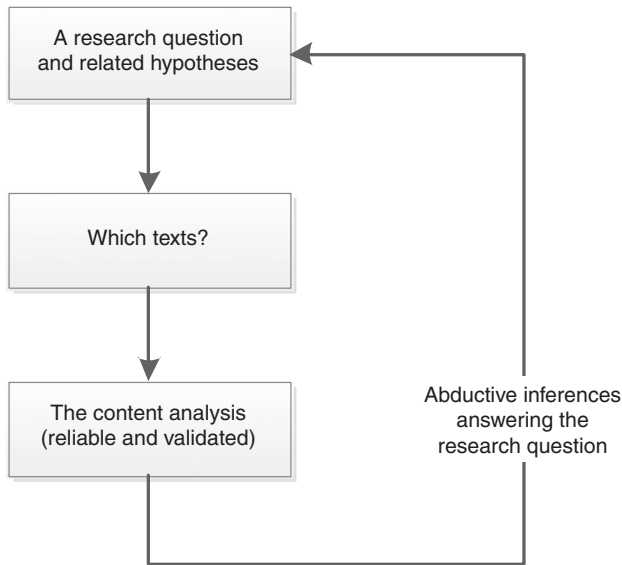 A research question
and related hypotheses
Which texts?
The content analysis
(reliable and validated)
Abductive inferences
answering the
research question